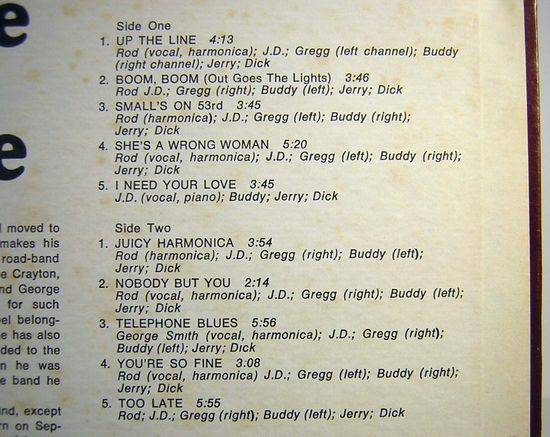 e
e
Side One
1. UP THE LINE 4:13
Rod (vocal, harmonica); J.D.; Gregg (left channel); Buddy
(right channel); Jerry; Dick
2. BOOM, BOOM (Out Goes The Lights) 3:46
Rod J.D.; Gregg (right); Buddy (left); Jerry; Dick
3. SMALL'S ON 53rd 3:45
Rod (harmonica); J.D.; Gregg (left); Buddy (right);
Jerry; Dick
4. SHE'S A WRONG WOMAN 5:20
Rod (vocal, harmonica); J.D.; Gregg (left); Buddy (right);
Jerry; Dick
5. I NEED YOUR LOVE 3:45
J.D. (vocal, piano); Buddy; Jerry; Dick
Side Two
1. JUICY HARMONICA 3:54
Rod (harmonica); J.D.; Gregg (right); Buddy (left);
Jerry; Dick
2. NOBODY BUT YOU 2:14
Rod (vocal, harmonica); J.D.; Gregg (right); Buddy (left);
Jerry; Dick
3. TELEPHONE BLUES 5:56
George Smith (vocal, harmonica); J.D.; Gregg (right);
Buddy (left); Jerry; Dick
4. YOU'RE SO FINE 3:08
Rod (vocal, harmonica) J.D.; Gregg (left); Buddy (right);
Jerry; Dick
5. TOO LATE 5:55
Rod; J.D.; Gregg (right); Buddy (left); Jerry; Dick
moved to
makes his
road-band
e Crayton,
nd George
for such
el belong-
e has also
ded to the
n he was
e band he
und, except
rn on Sep-